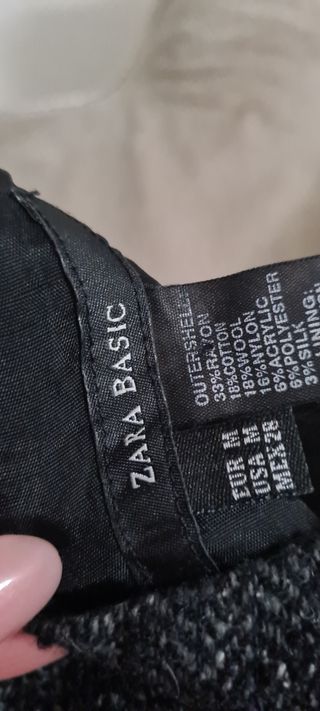 ZARA BASIC
OUTERSHELL:
33%RAYON
18%COTTON
18%WOOL
16%NYLON
6%ACRYLIC
6%POLYESTER
3%SILK
LINING:
EUR M
USA M
MEX 28